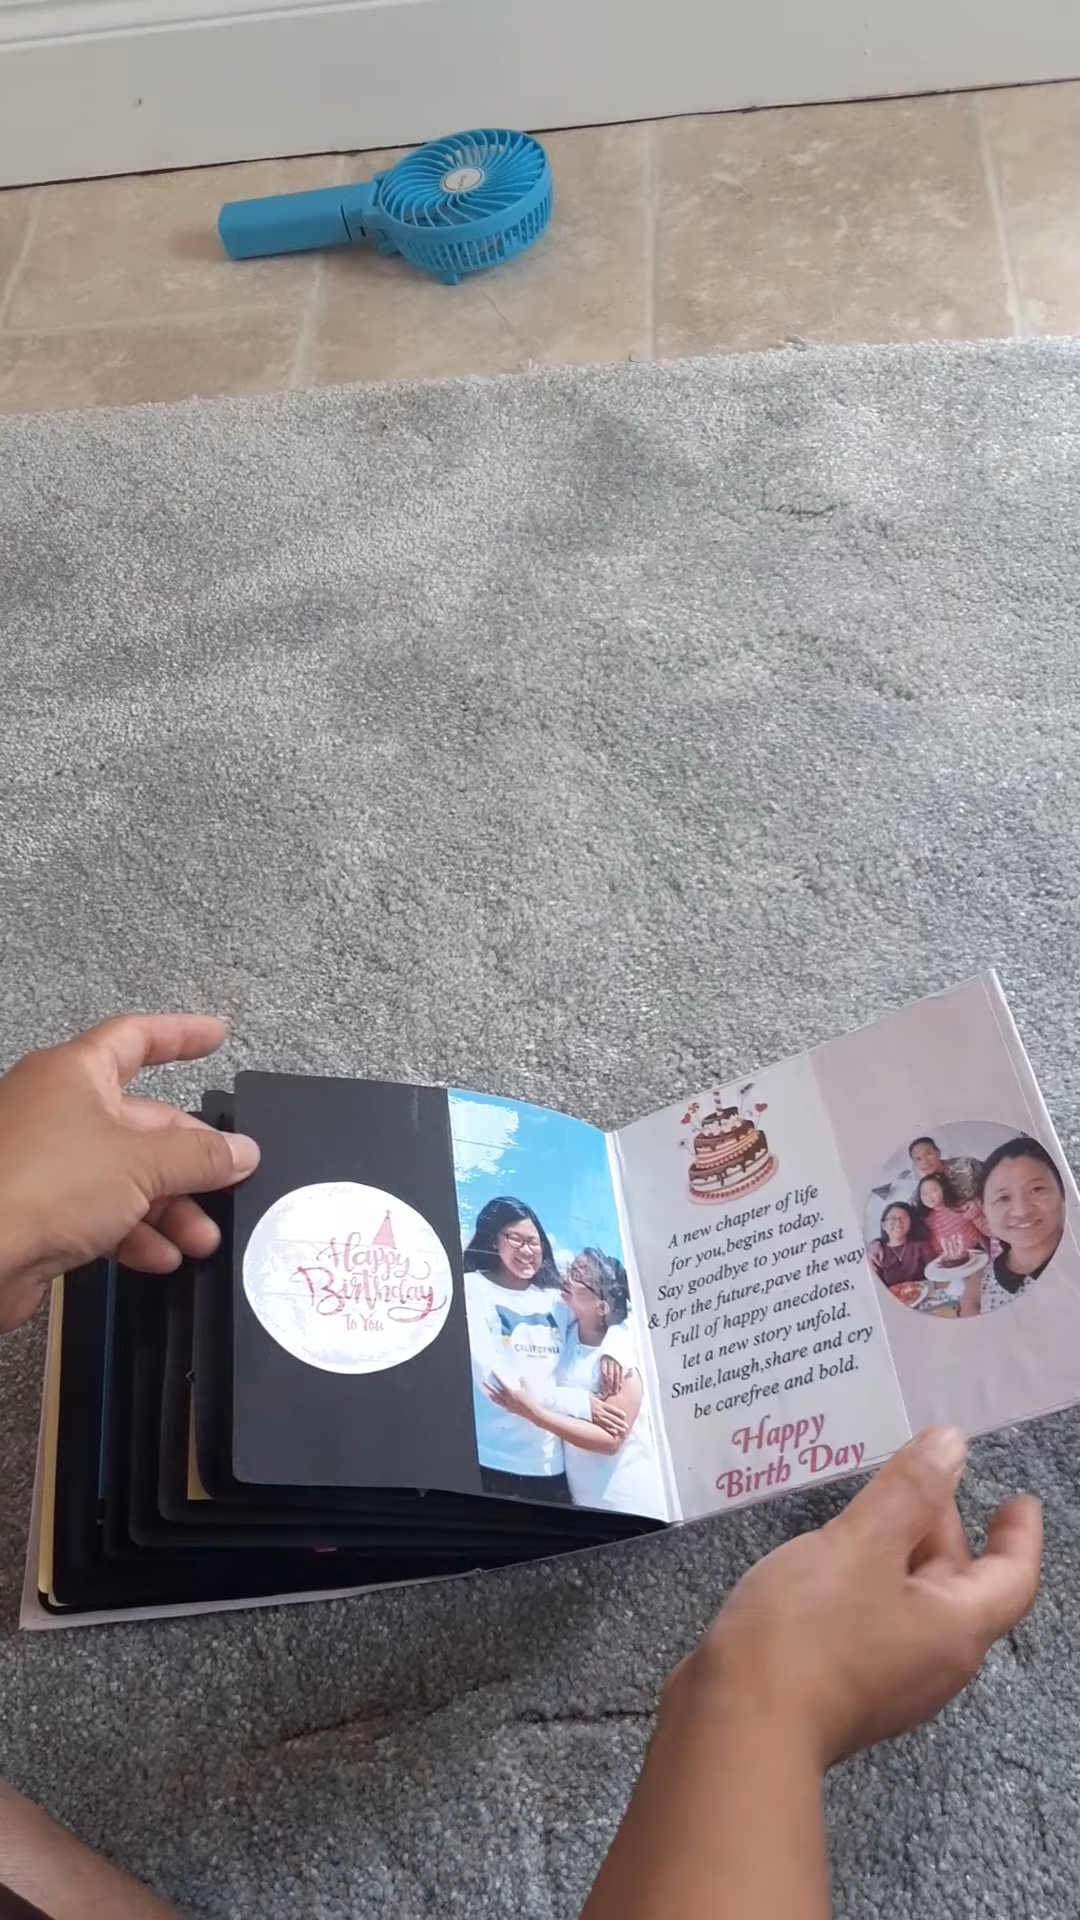 Happy
Birthday
To You
CALIFORNIA
A new chapter of life
for you,begins today.
Say goodbye to your past
& for the future,pave the way
Full of happy anecdotes,
let a new story unfold.
Smile,laugh,share and cry
be carefree and bold.
Happy
Birth Day